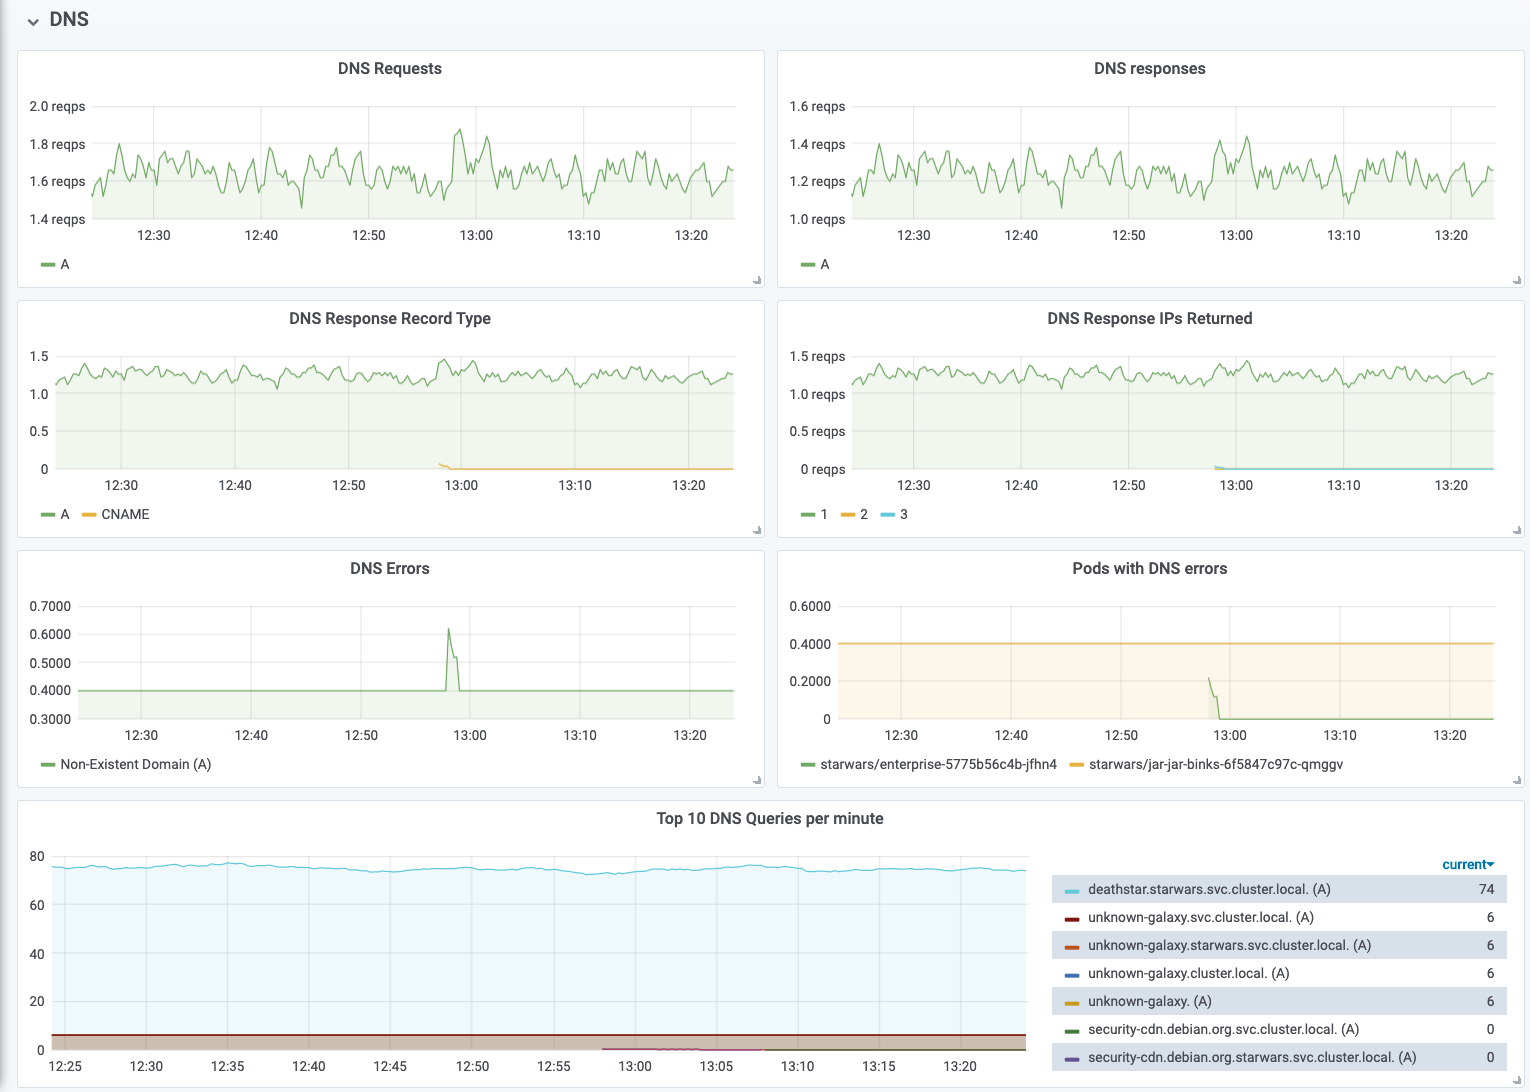 DNS
DNS Requests
2.0 reqps
1.8 reqps
1.6 reqps
1.4 reqps
12:30 12:40 12:50 13:00 13:10 13:20
A
DNS responses
1.6 reqps
1.4 reqps
1.2 reqps
1.0 reqps
12:30 12:40 12:50 13:00 13:10 13:20
A
DNS Response Record Type
1.5
1.0
0.5
0
12:30 12:40 12:50 13:00 13:10 13:20
A CNAME
DNS Response IPs Returned
1.5 reqps
1.0 reqps
0.5 reqps
0 reqps
12:30 12:40 12:50 13:00 13:10 13:20
1 2 3
DNS Errors
0.7000
0.6000
0.5000
0.4000
0.3000
12:30 12:40 12:50 13:00 13:10 13:20
Non-Existent Domain (A)
Pods with DNS errors
0.6000
0.4000
0.2000
0
12:30 12:40 12:50 13:00 13:10 13:20
starwars/enterprise-5775b56c4b-jfhn4 starwars/jar-jar-binks-6f5847c97c-qmggv
Top 10 DNS Queries per minute
80
60
40
20
0
12:25 12:30 12:35 12:40 12:45 12:50 12:55 13:00 13:05 13:10 13:15 13:20
current
deathstar.starwars.svc.cluster.local. (A) 74
unknown-galaxy.svc.cluster.local. (A) 6
unknown-galaxy.starwars.svc.cluster.local. (A) 6
unknown-galaxy.cluster.local. (A) 6
unknown-galaxy. (A) 6
security-cdn.debian.org.svc.cluster.local. (A) 0
security-cdn.debian.org.starwars.svc.cluster.local. (A) 0